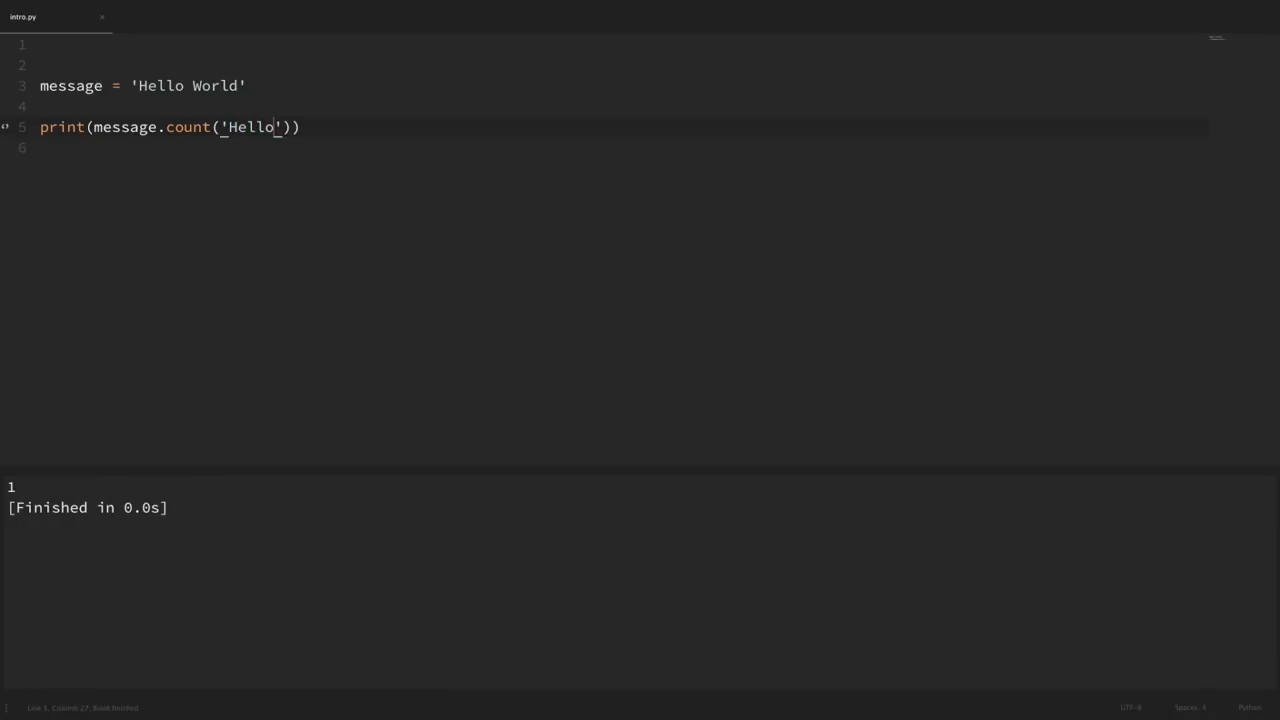 intro.py ×
1
2
3 message = 'Hello World'
4
5 print(message.count('Hello'))
6
1
[Finished in 0.0s]
Line 5, Column 27, Build finished UTF-8 Spaces: 4 Python